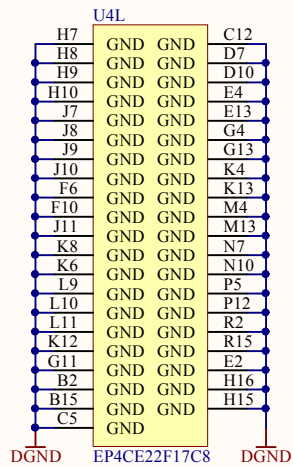 U4L
H7 GND GND C12
H8 GND GND D7
H9 GND GND D10
H10 GND GND E4
J7 GND GND E13
J8 GND GND G4
J9 GND GND G13
J10 GND GND K4
F6 GND GND K13
F10 GND GND M4
J11 GND GND M13
K8 GND GND N7
K6 GND GND N10
L9 GND GND P5
L10 GND GND P12
L11 GND GND R2
K12 GND GND R15
G11 GND GND E2
B2 GND GND H16
B15 GND GND H15
C5 GND
DGND EP4CE22F17C8 DGND